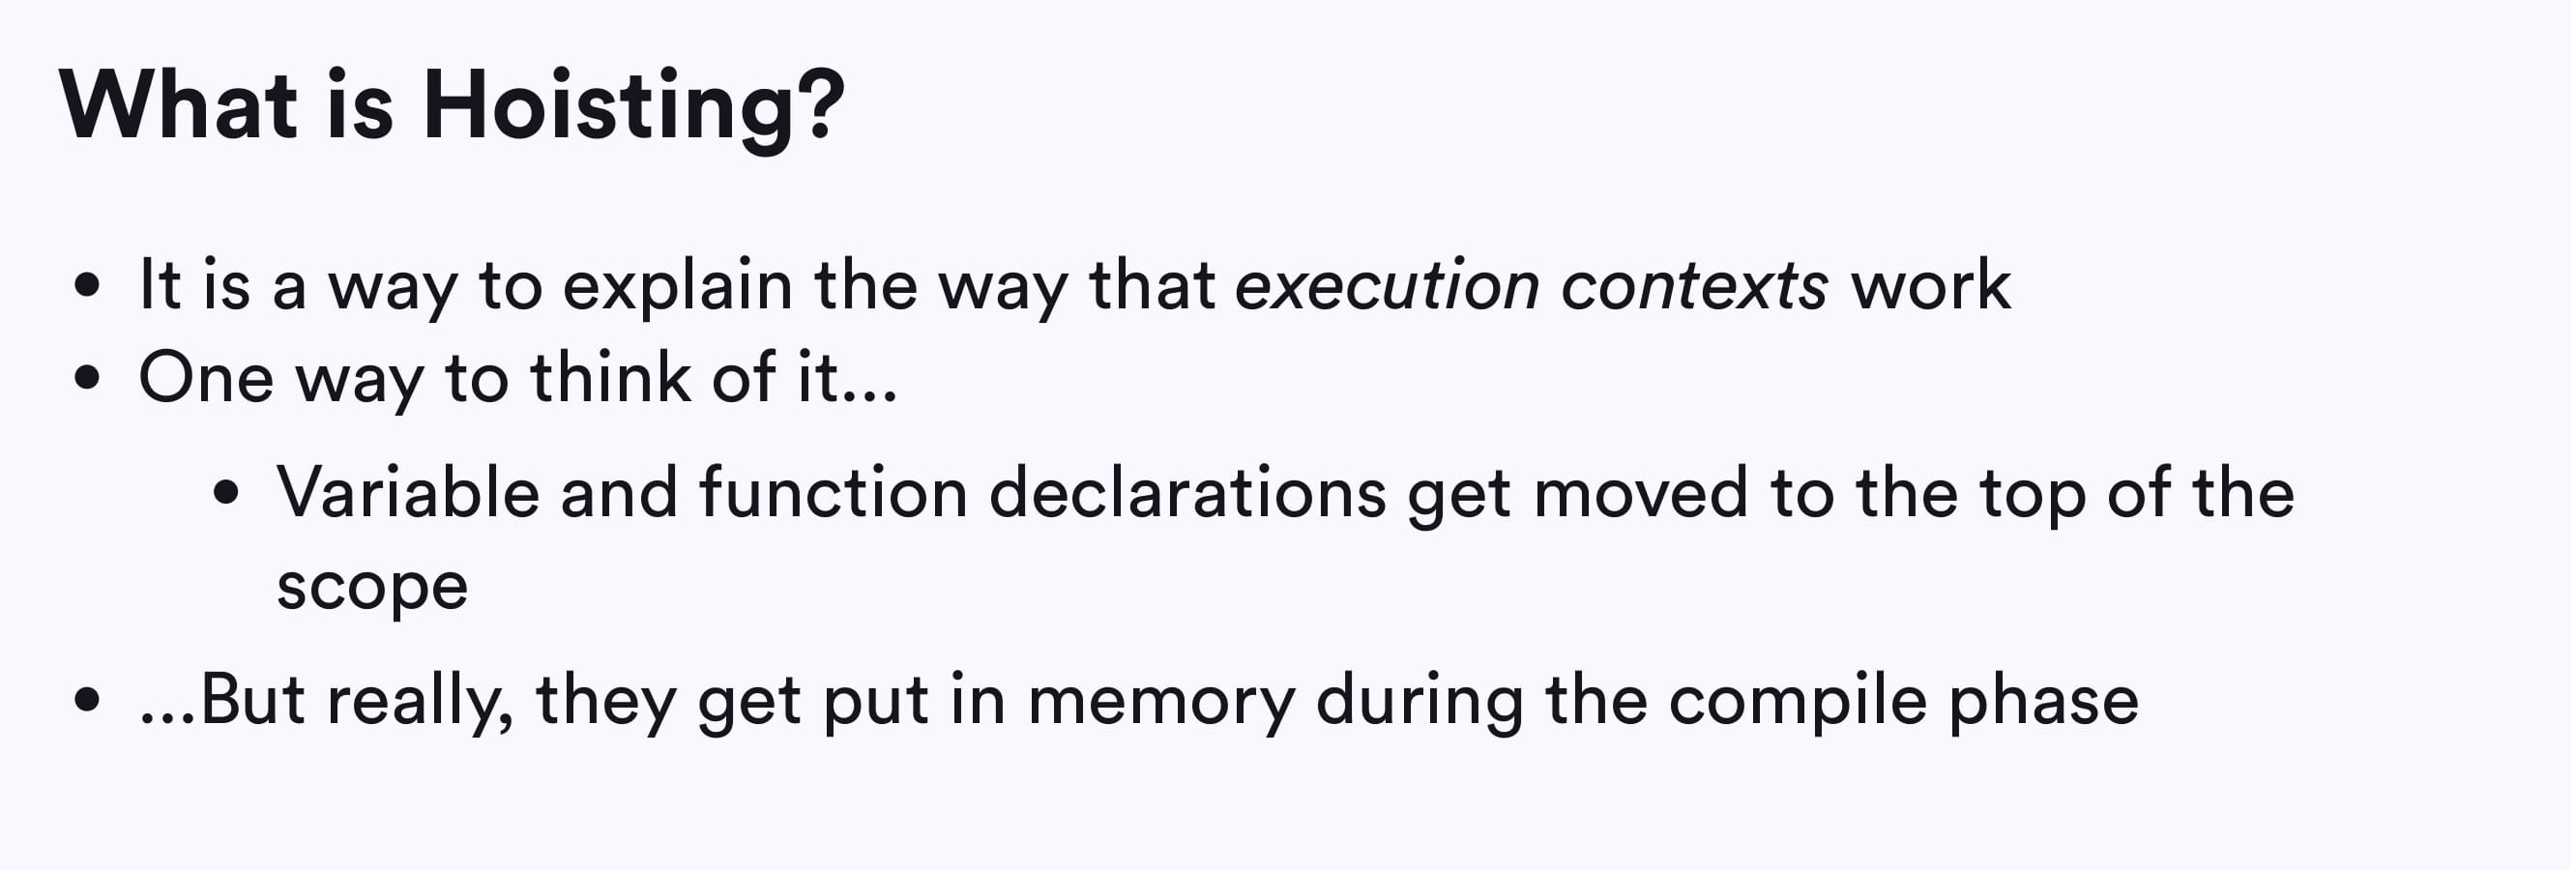 What is Hoisting?
• It is a way to explain the way that execution contexts work
• One way to think of it...
• Variable and function declarations get moved to the top of the
scope
• ...But really, they get put in memory during the compile phase